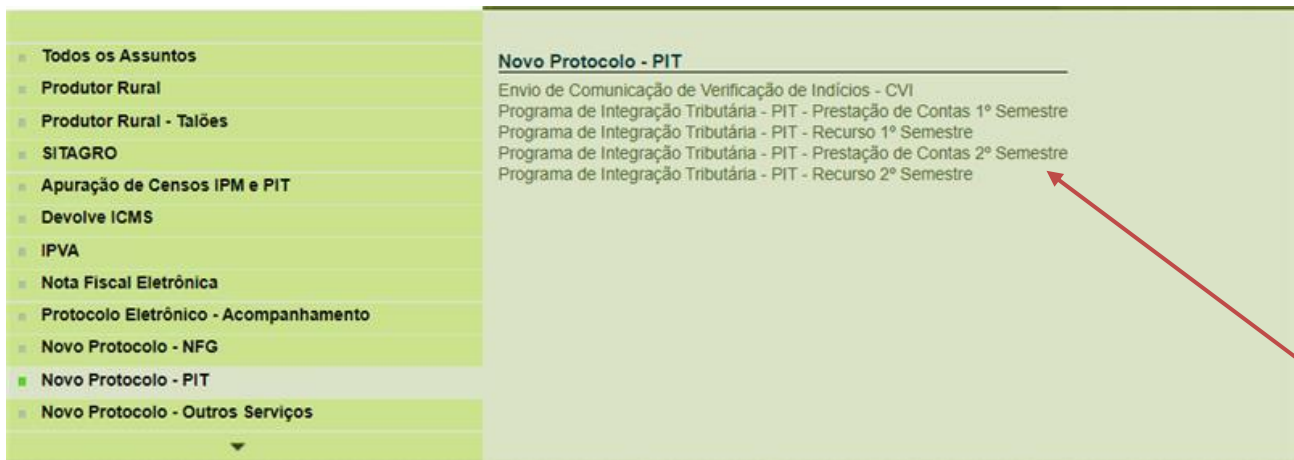 Todos os Assuntos
Produtor Rural
Produtor Rural - Talões
SITAGRO
Apuração de Censos IPM e PIT
Devolve ICMS
IPVA
Nota Fiscal Eletrônica
Protocolo Eletrônico - Acompanhamento
Novo Protocolo - NFG
Novo Protocolo - PIT
Novo Protocolo - Outros Serviços
Novo Protocolo - PIT
Envio de Comunicação de Verificação de Indícios - CVI
Programa de Integração Tributária - PIT - Prestação de Contas 1º Semestre
Programa de Integração Tributária - PIT - Recurso 1º Semestre
Programa de Integração Tributária - PIT - Prestação de Contas 2º Semestre
Programa de Integração Tributária - PIT - Recurso 2º Semestre